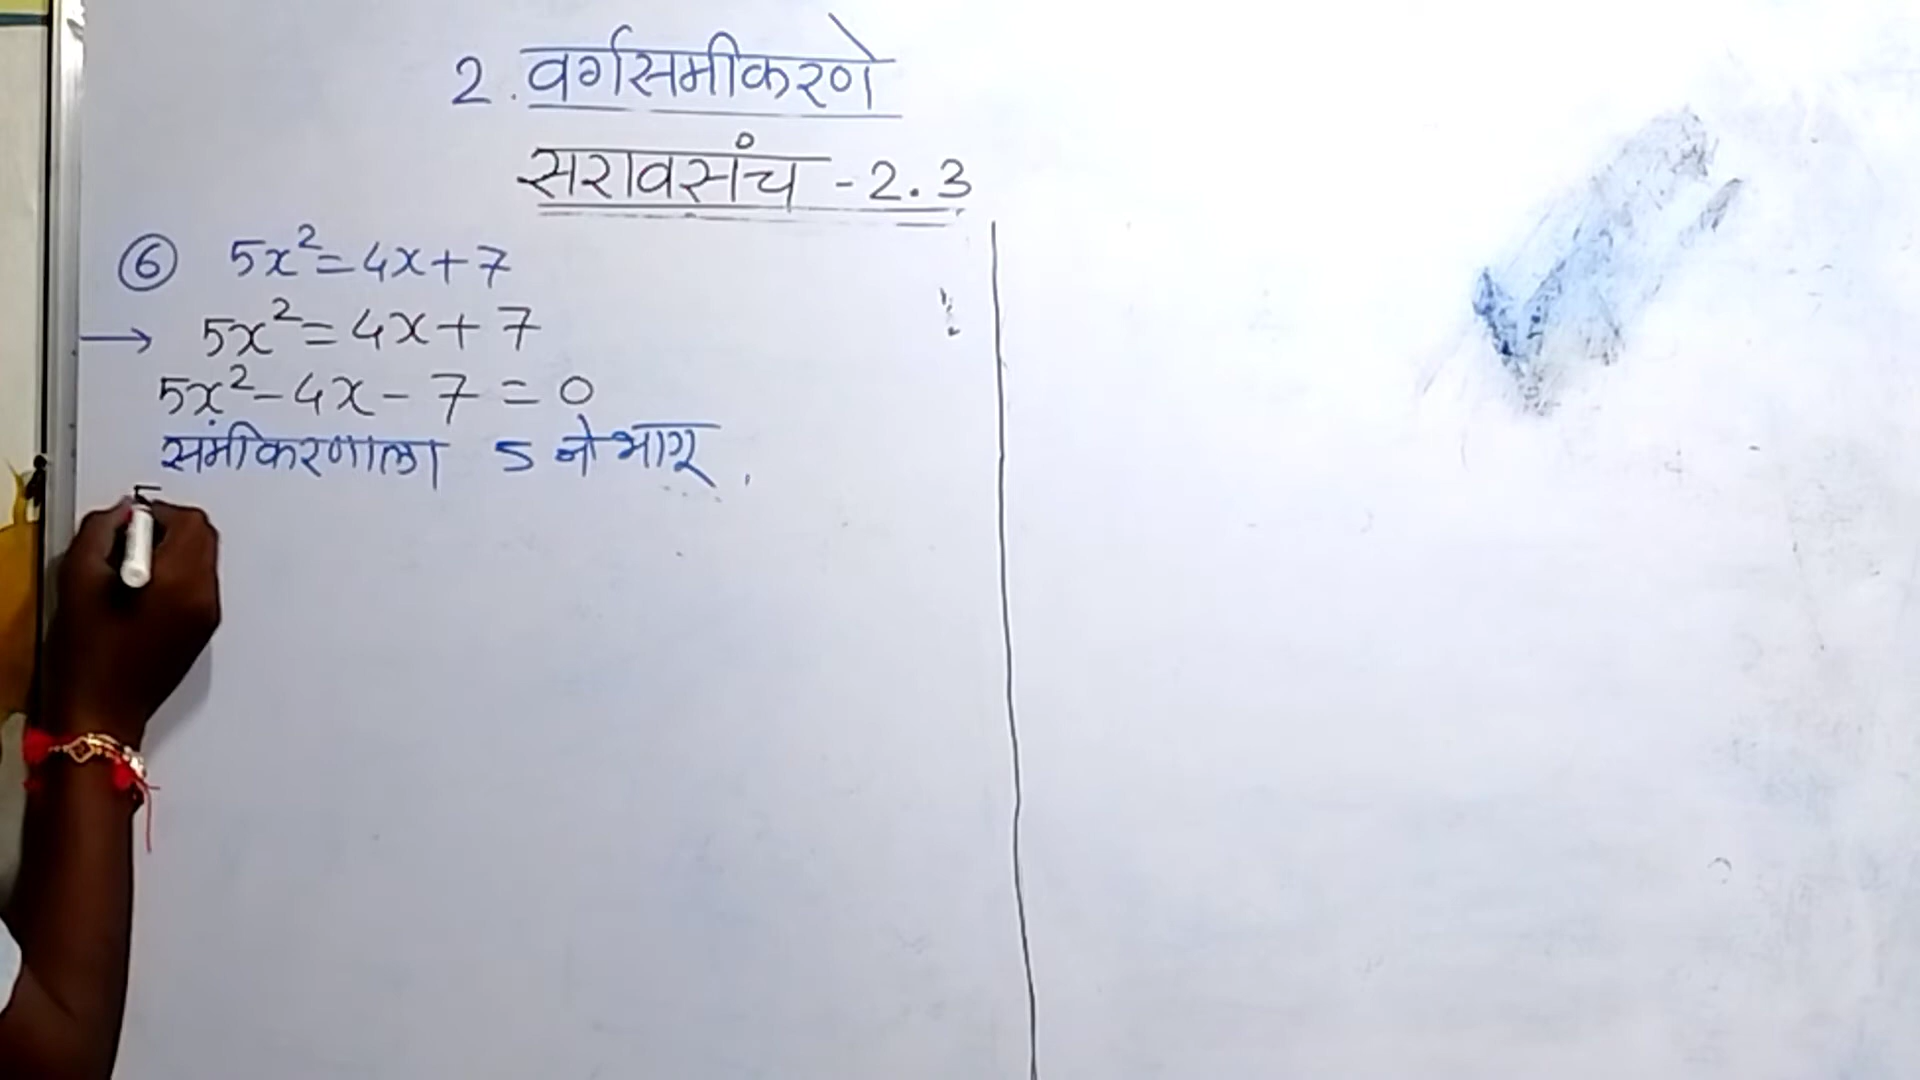 2. वर्गसमीकरणे
सरावसंच - 2.3
⑥ 5x² = 4x + 7
→ 5x² = 4x + 7
5x² - 4x - 7 = 0
समीकरणाला 5 ने भागू.
5